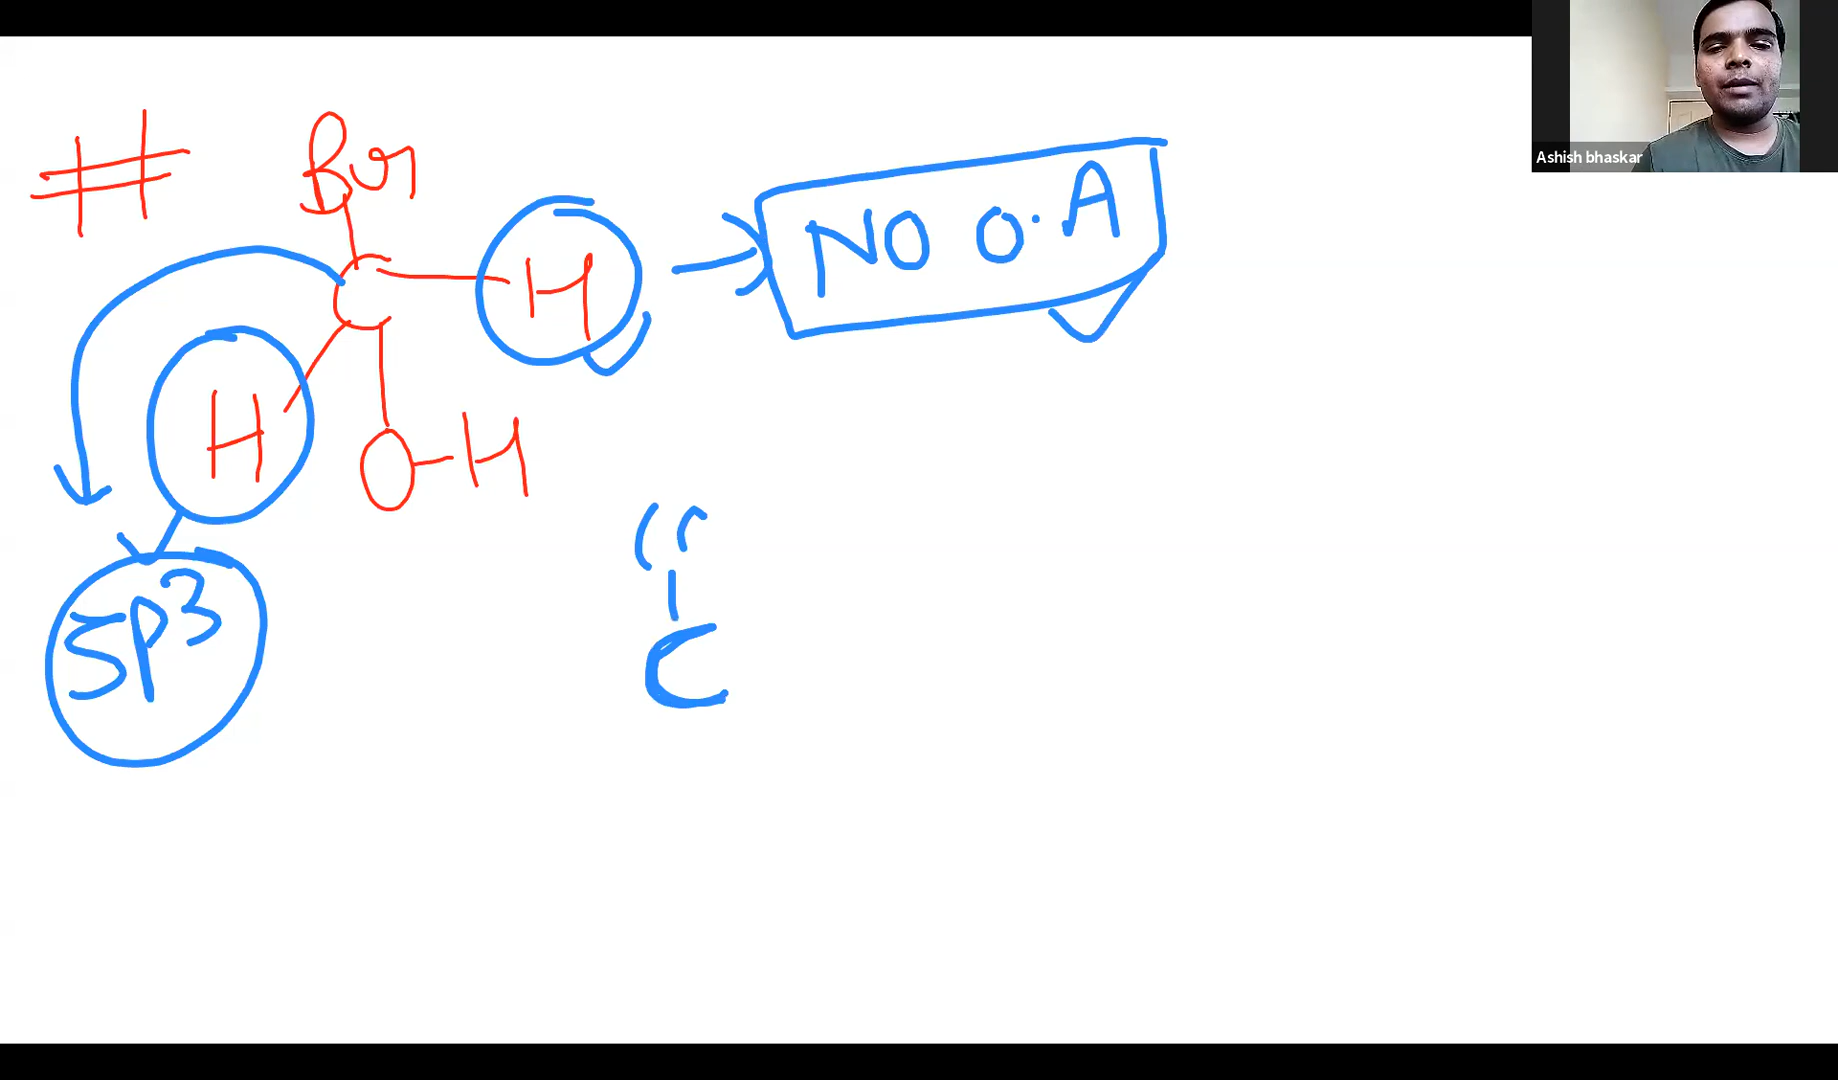 #
Br
C
H
NO O.A
H
O-H
SP3
C
Ashish bhaskar